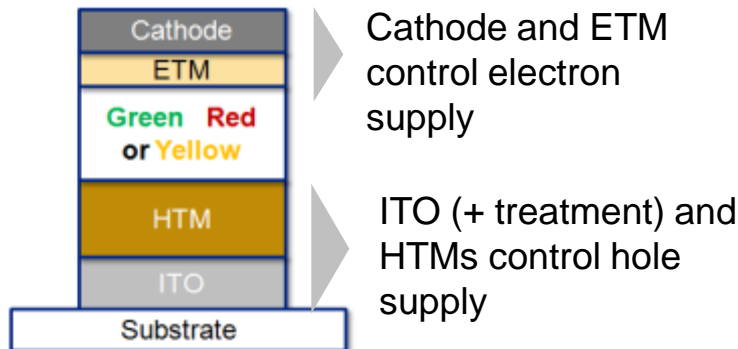 Cathode
ETM
Green Red
or Yellow
HTM
ITO
Substrate
Cathode and ETM
control electron
supply
ITO (+ treatment) and
HTMs control hole
supply